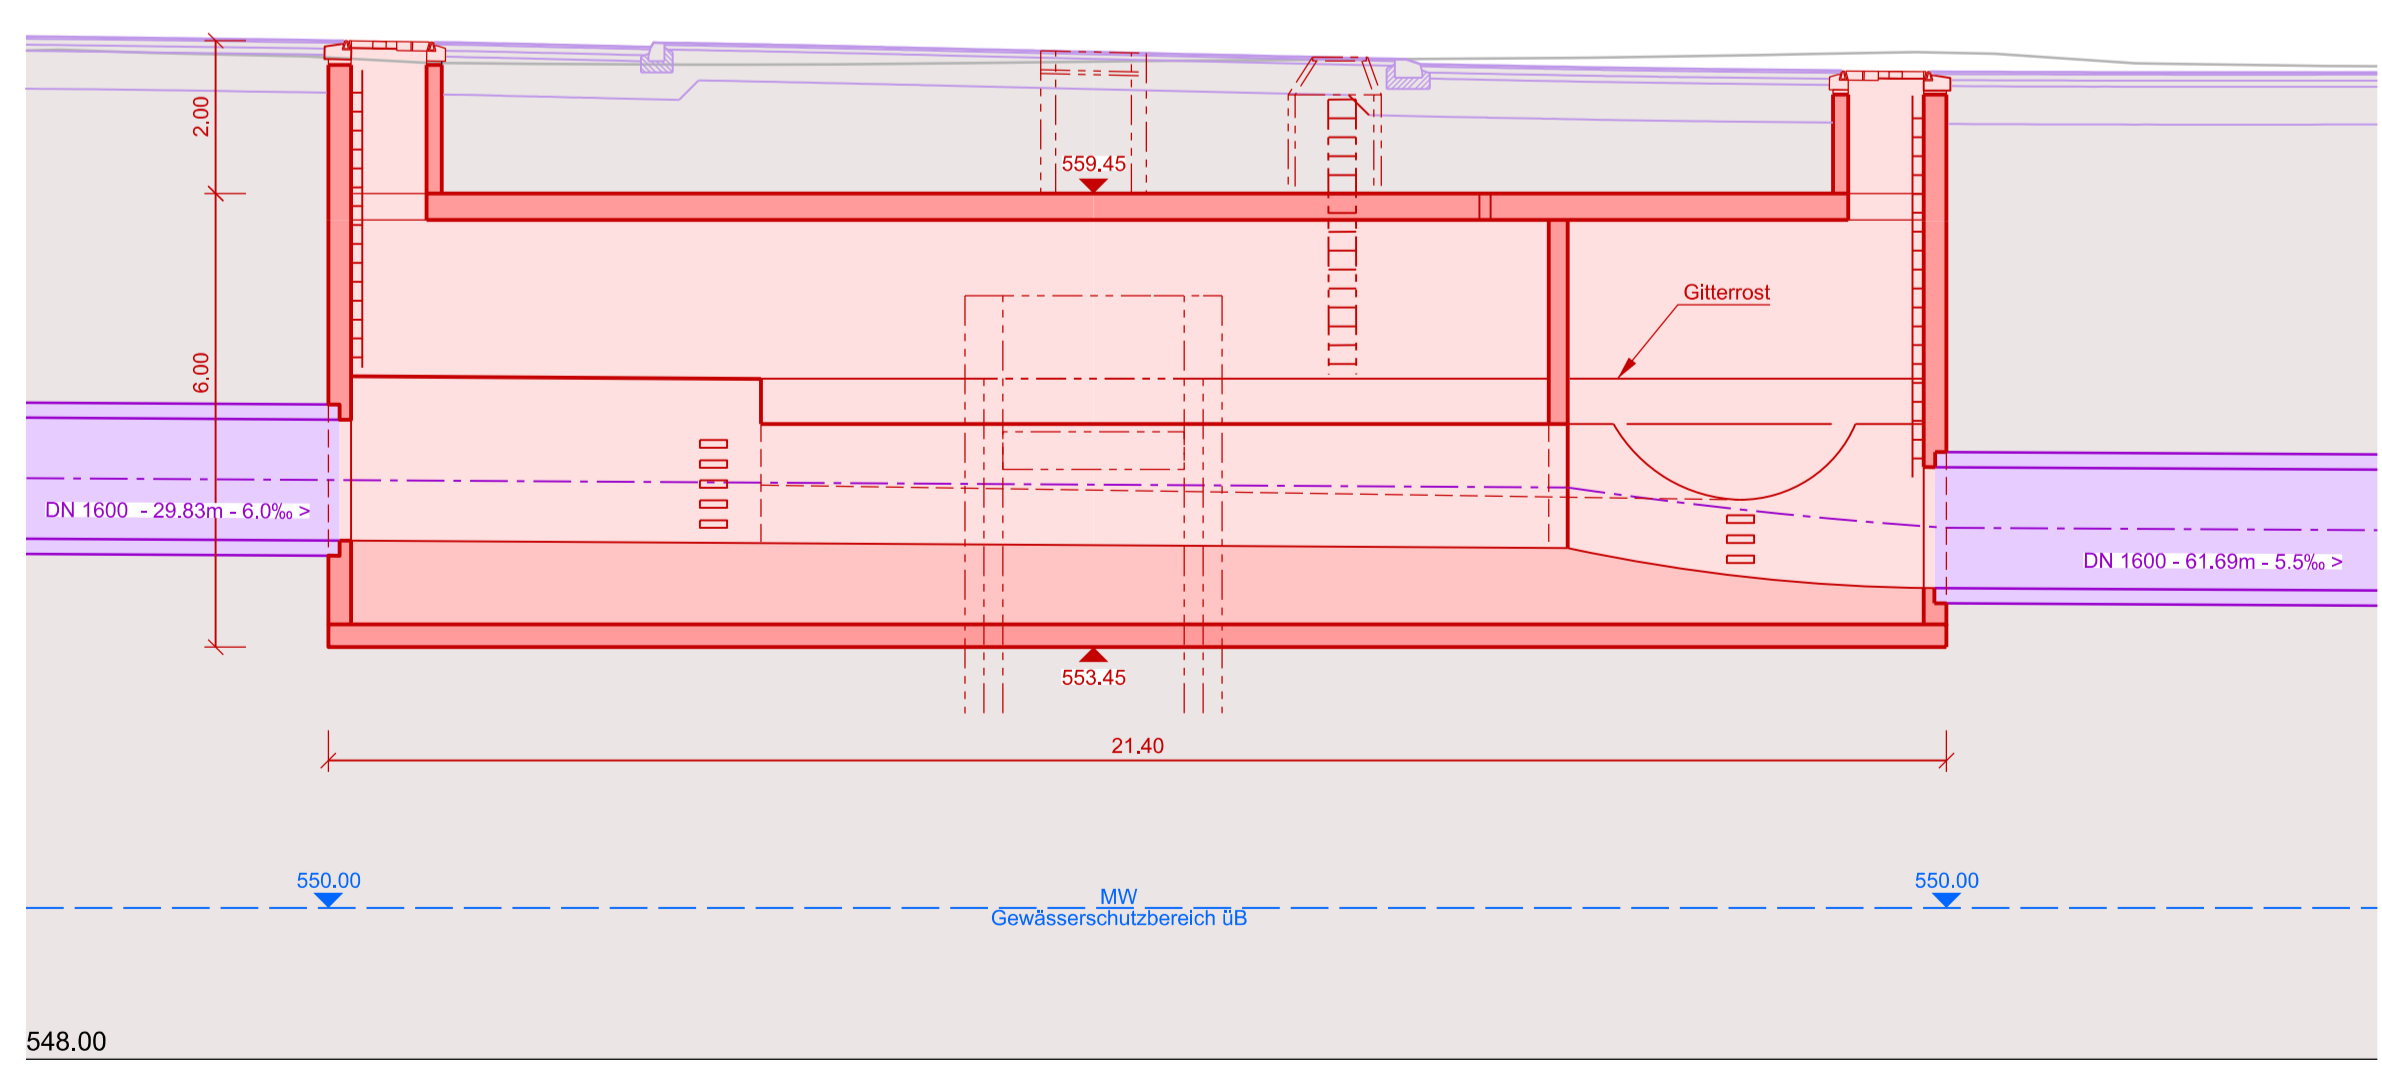 2.00
559.45
Gitterrost
6.00
DN 1600 - 29.83m - 6.0‰ >
DN 1600 - 61.69m - 5.5‰ >
553.45
21.40
550.00
MW
550.00
Gewässerschutzbereich üB
548.00